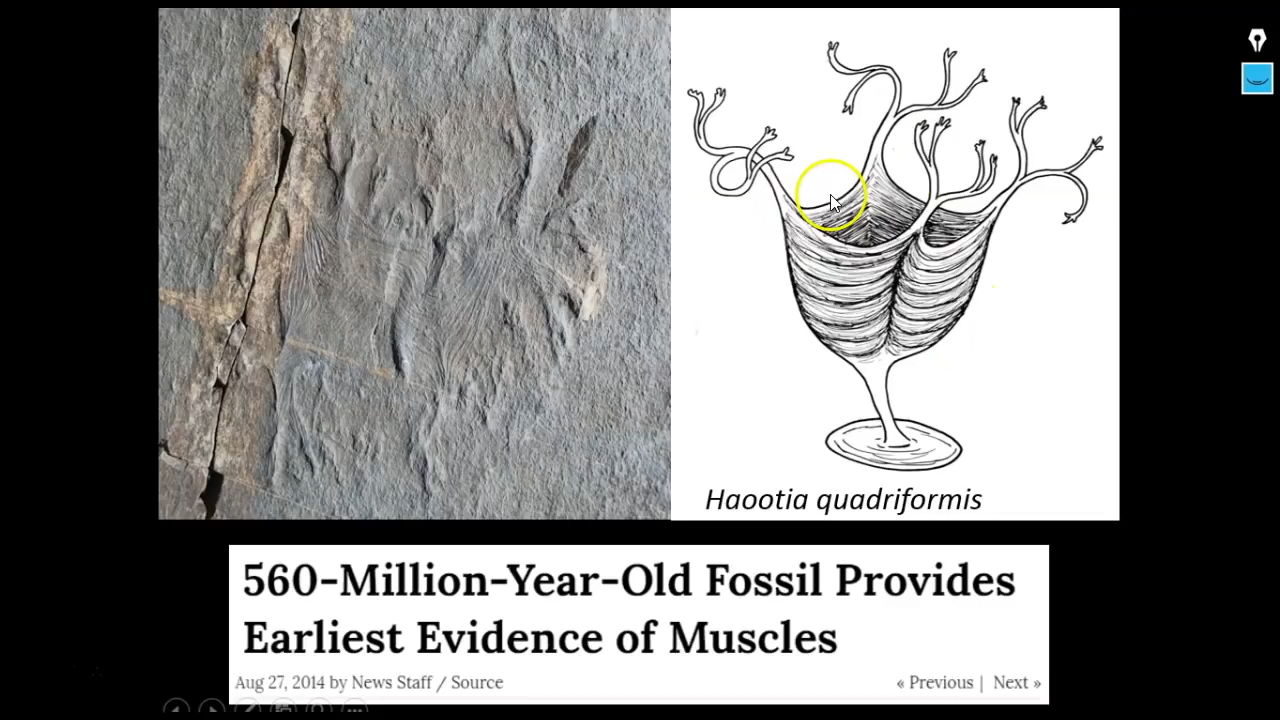 Haootia quadriformis
560-Million-Year-Old Fossil Provides
Earliest Evidence of Muscles
Aug 27, 2014 by News Staff / Source
« Previous | Next »